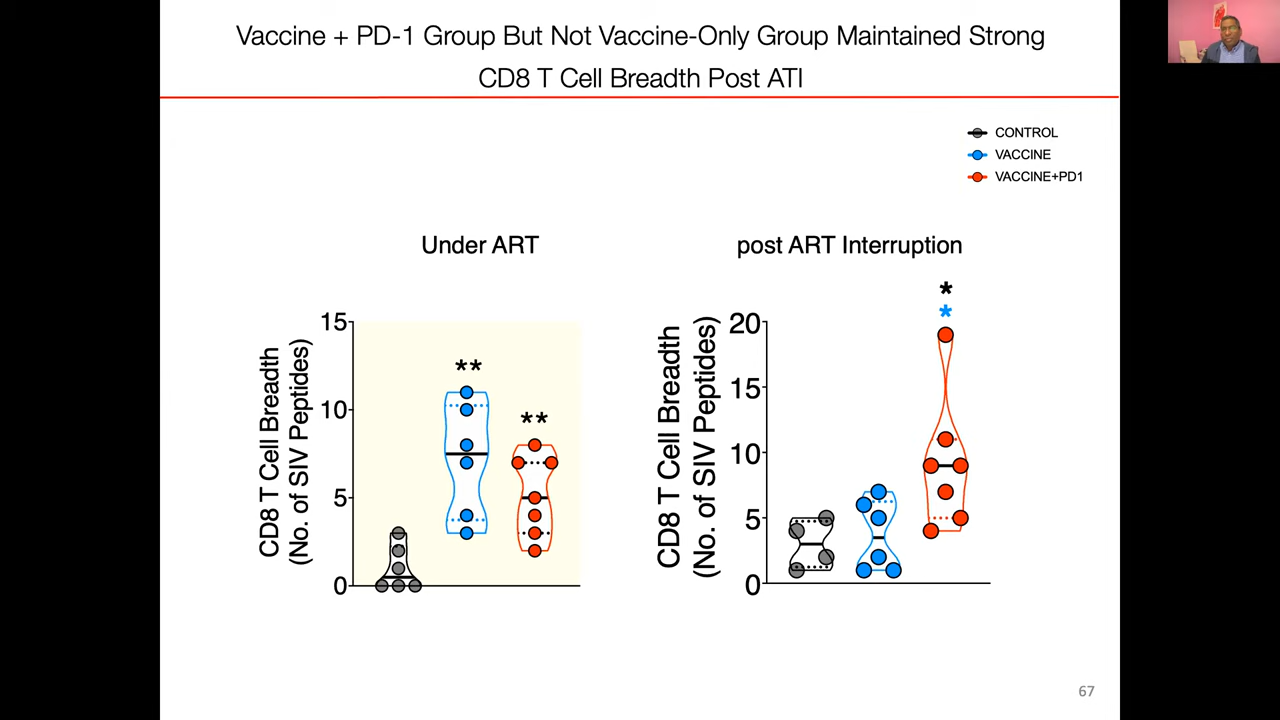 Vaccine + PD-1 Group But Not Vaccine-Only Group Maintained Strong
CD8 T Cell Breadth Post ATI
CONTROL
VACCINE
VACCINE+PD1
Under ART
CD8 T Cell Breadth
(No. of SIV Peptides)
15
10
5
0
**
**
post ART Interruption
CD8 T Cell Breadth
(No. of SIV Peptides)
20
15
10
5
0
*
*
67